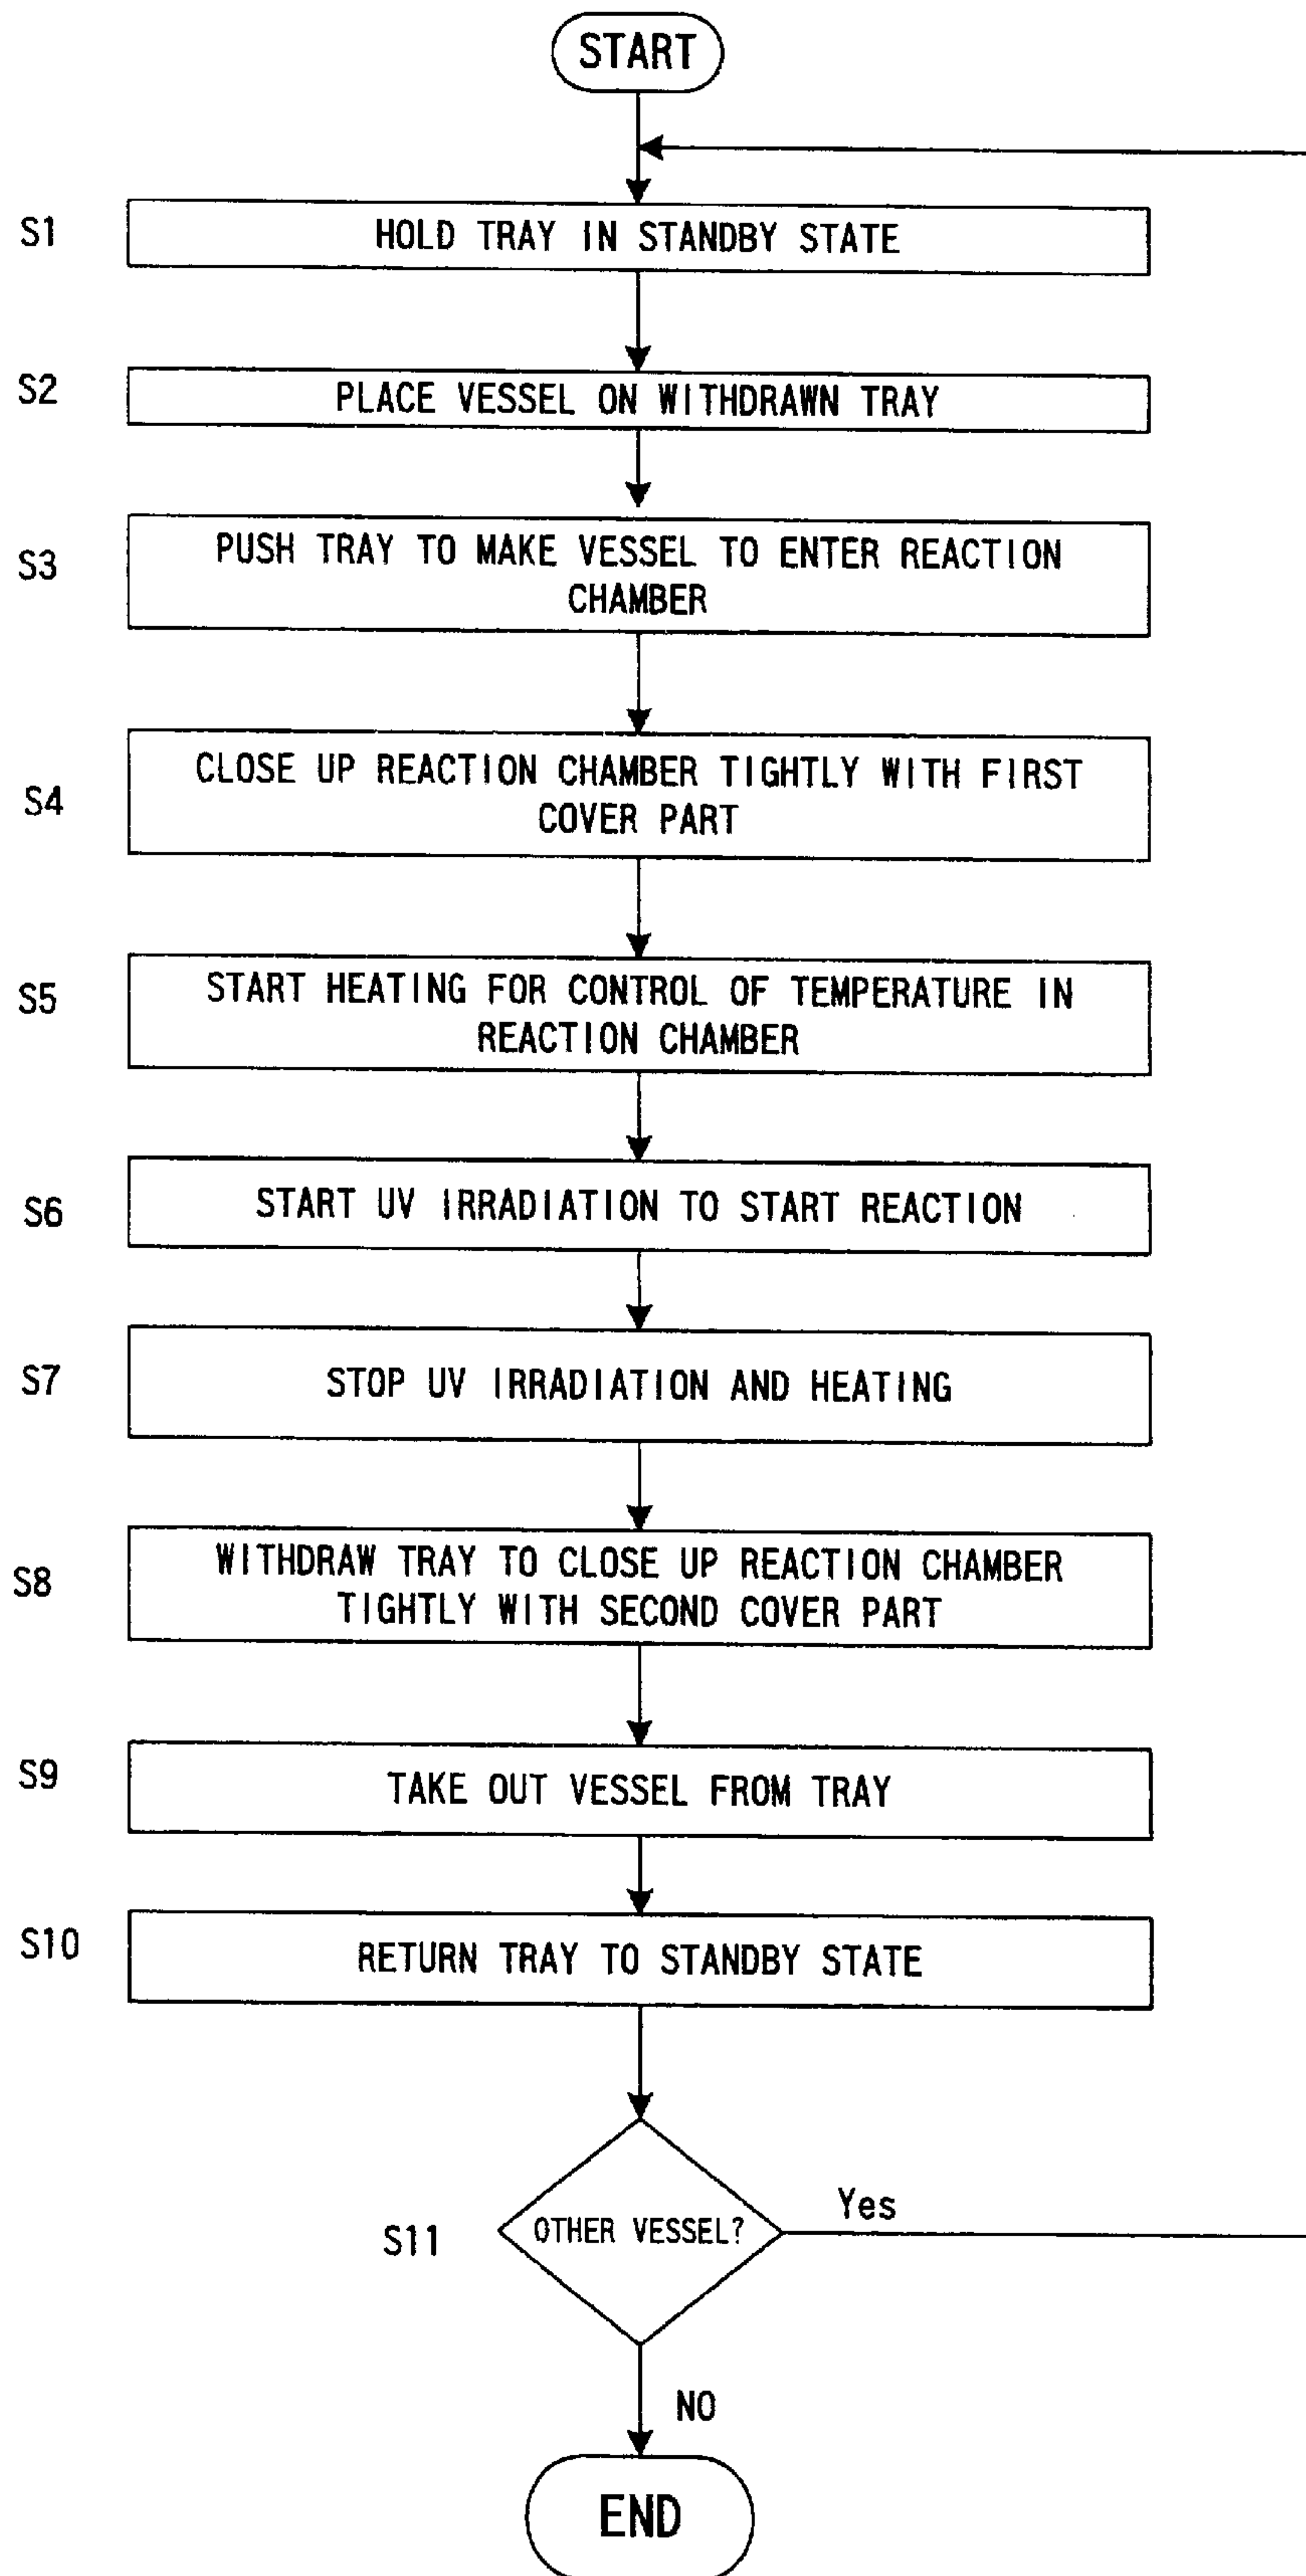 START
S1
HOLD TRAY IN STANDBY STATE
S2
PLACE VESSEL ON WITHDRAWN TRAY
S3
PUSH TRAY TO MAKE VESSEL TO ENTER REACTION
CHAMBER
S4
CLOSE UP REACTION CHAMBER TIGHTLY WITH FIRST
COVER PART
S5
START HEATING FOR CONTROL OF TEMPERATURE IN
REACTION CHAMBER
S6
START UV IRRADIATION TO START REACTION
S7
STOP UV IRRADIATION AND HEATING
S8
WITHDRAW TRAY TO CLOSE UP REACTION CHAMBER
TIGHTLY WITH SECOND COVER PART
S9
TAKE OUT VESSEL FROM TRAY
S10
RETURN TRAY TO STANDBY STATE
S11
OTHER VESSEL?
Yes
NO
END